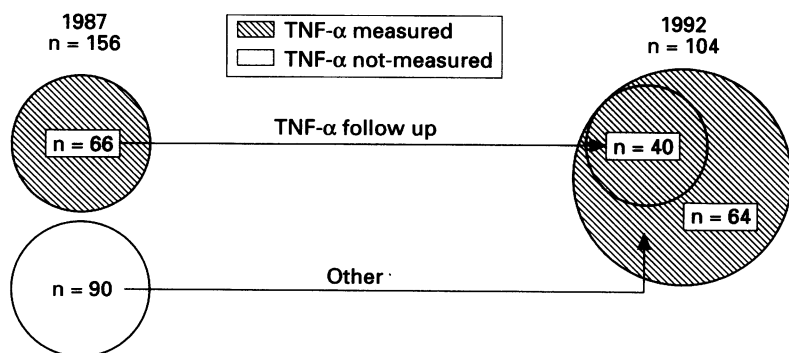 1987
n = 156
TNF-α measured
TNF-α not-measured
1992
n = 104
n = 66
TNF-α follow up
n = 40
n = 64
n = 90
Other